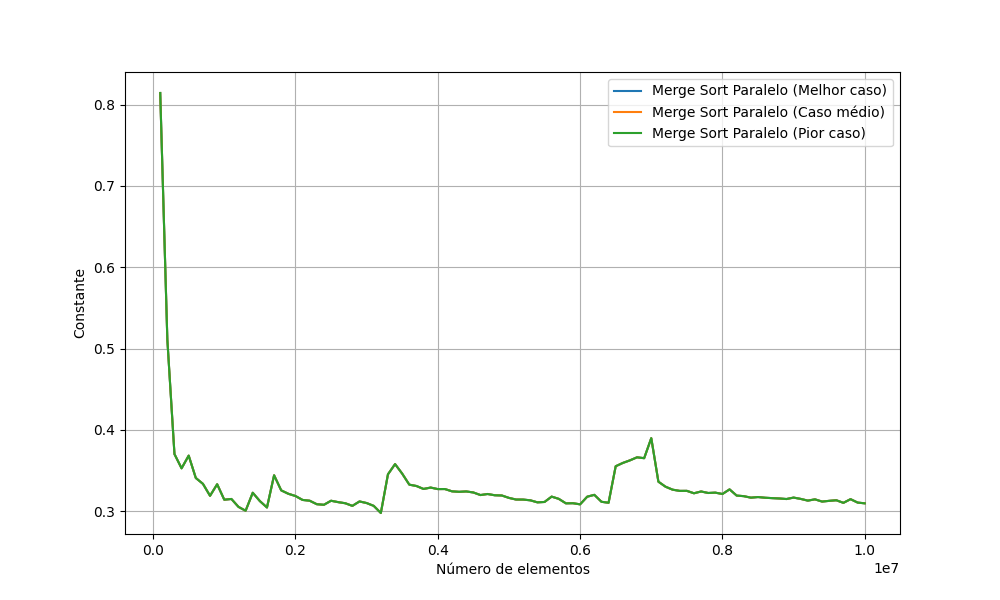 Merge Sort Paralelo (Melhor caso)
Merge Sort Paralelo (Caso médio)
Merge Sort Paralelo (Pior caso)
0.8
0.7
0.6
0.5
0.4
0.3
Constante
0.0 0.2 0.4 0.6 0.8 1.0
1e7
Número de elementos